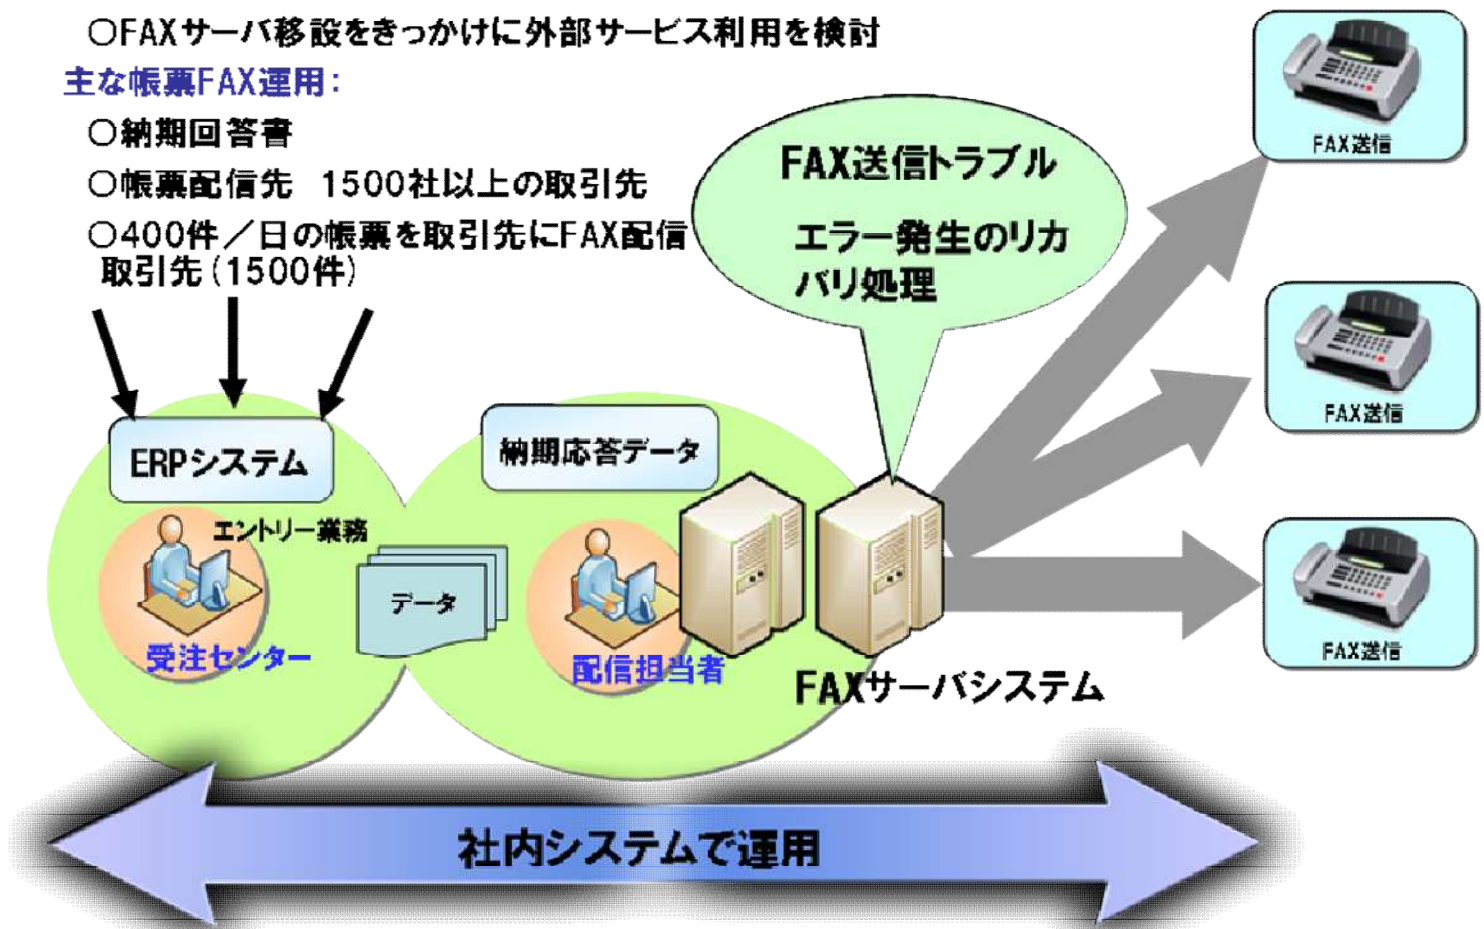 ○FAXサーバ移設をきっかけに外部サービス利用を検討
主な帳票FAX運用：
○納期回答書
○帳票配信先　1500社以上の取引先
○400件／日の帳票を取引先にFAX配信
取引先（1500件）
FAX送信トラブル
エラー発生のリカ
バリ処理
FAX送信
FAX送信
FAX送信
ERPシステム
エントリー業務
受注センター
データ
納期応答データ
配信担当者
FAXサーバシステム
社内システムで運用